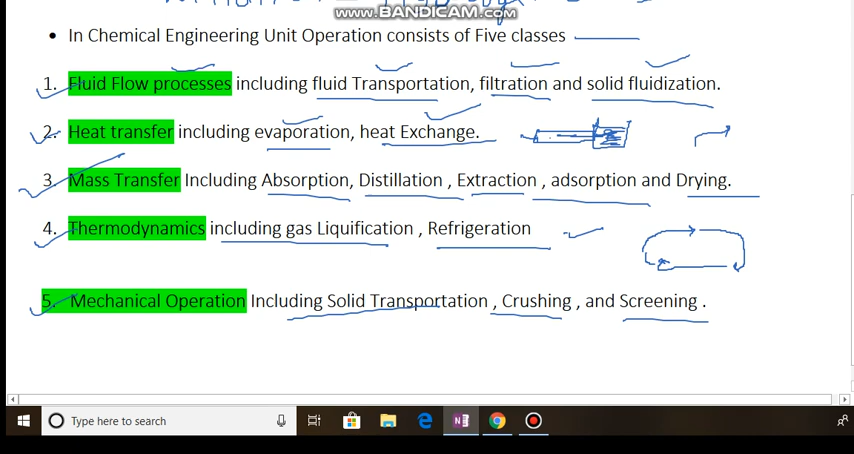 www.BANDICAM.com
• In Chemical Engineering Unit Operation consists of Five classes
1. Fluid Flow processes including fluid Transportation, filtration and solid fluidization.
2. Heat transfer including evaporation, heat Exchange.
3. Mass Transfer Including Absorption, Distillation , Extraction , adsorption and Drying.
4. Thermodynamics including gas Liquification , Refrigeration
5. Mechanical Operation Including Solid Transportation , Crushing , and Screening .
Type here to search